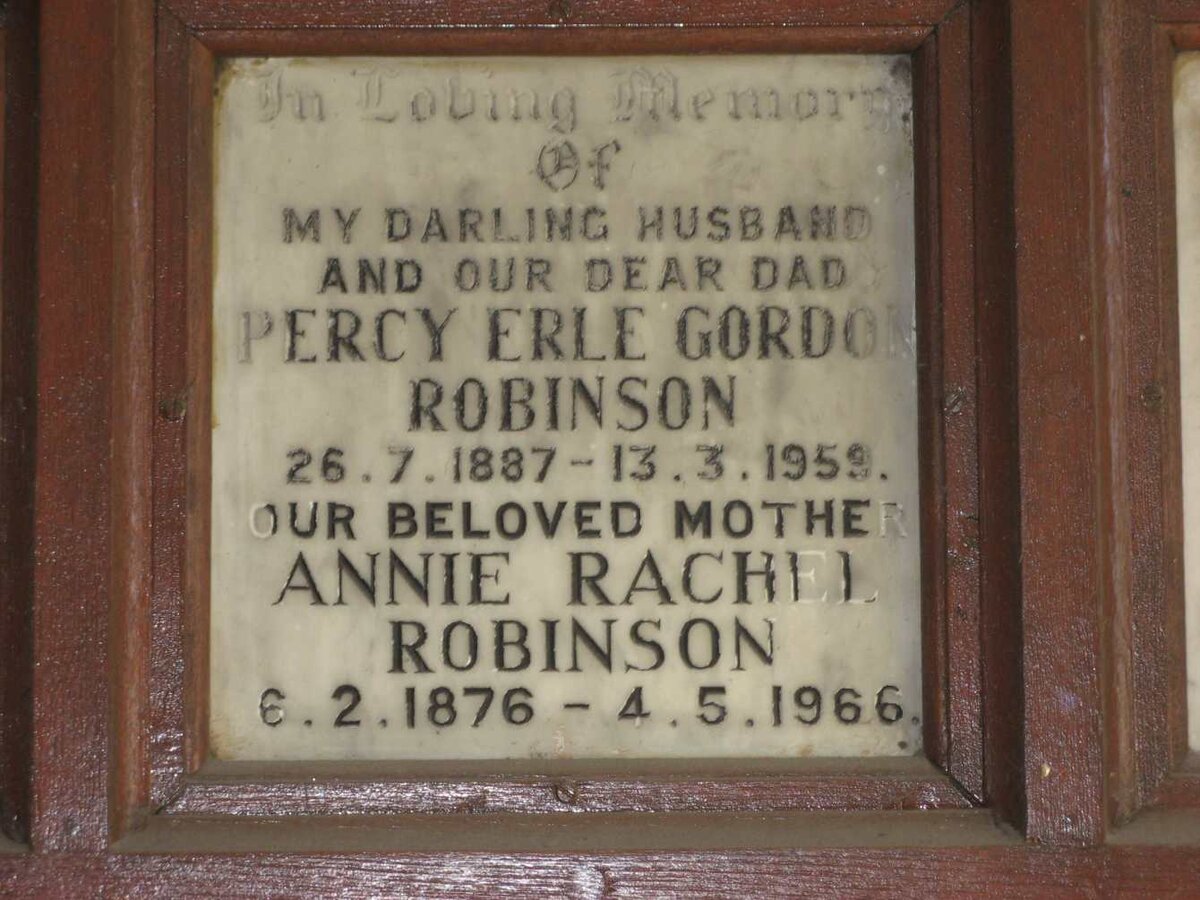 In Loving Memory
Of
MY DARLING HUSBAND
AND OUR DEAR DAD
PERCY ERLE GORDON
ROBINSON
26.7.1887-13.3.1959.
OUR BELOVED MOTHER
ANNIE RACHEL
ROBINSON
6.2.1876-4.5.1966.